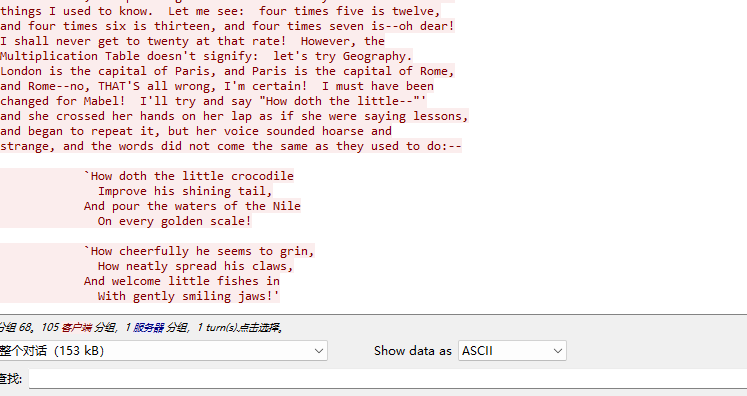 things I used to know.  Let me see:  four times five is twelve,
and four times six is thirteen, and four times seven is--oh dear!
I shall never get to twenty at that rate!  However, the
Multiplication Table doesn't signify:  let's try Geography.
London is the capital of Paris, and Paris is the capital of Rome,
and Rome--no, THAT'S all wrong, I'm certain!  I must have been
changed for Mabel!  I'll try and say "How doth the little--"'
and she crossed her hands on her lap as if she were saying lessons,
and began to repeat it, but her voice sounded hoarse and
strange, and the words did not come the same as they used to do:--
`How doth the little crocodile
Improve his shining tail,
And pour the waters of the Nile
On every golden scale!
`How cheerfully he seems to grin,
How neatly spread his claws,
And welcome little fishes in
With gently smiling jaws!'
分组 68。105 客户端 分组，1 服务器 分组，1 turn(s).点击选择。
整个对话（153 kB） Show data as ASCII
查找: